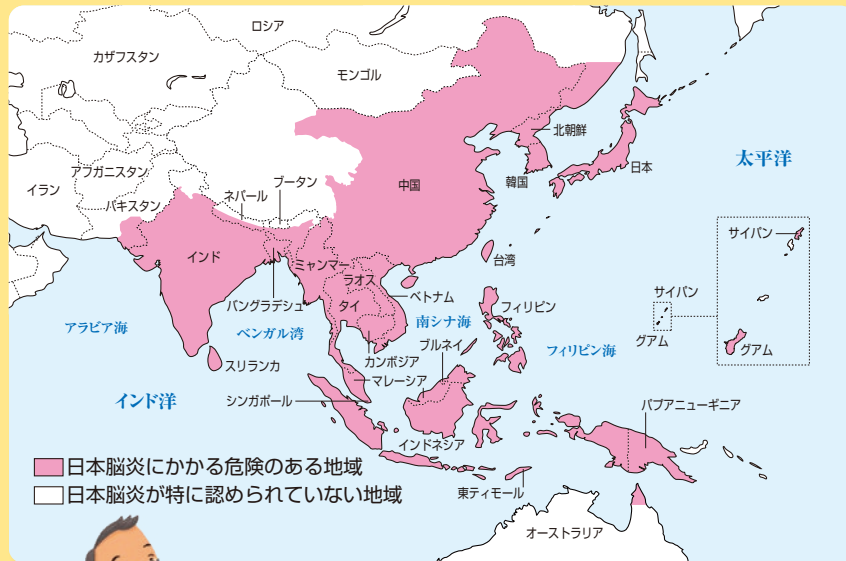 ロシア
カザフスタン
モンゴル
北朝鮮
太平洋
日本
アフガニスタン
イラン
パキスタン
ネパール
ブータン
中国
韓国
サイパン
インド
ミャンマー
台湾
ラオス
バングラデシュ
タイ
ベトナム
サイパン
フィリピン
アラビア海
ベンガル湾
南シナ海
グアム
グアム
ブルネイ
フィリピン海
カンボジア
スリランカ
マレーシア
インド洋
シンガポール
パプアニューギニア
インドネシア
日本脳炎にかかる危険のある地域
日本脳炎が特に認められていない地域
東ティモール
オーストラリア